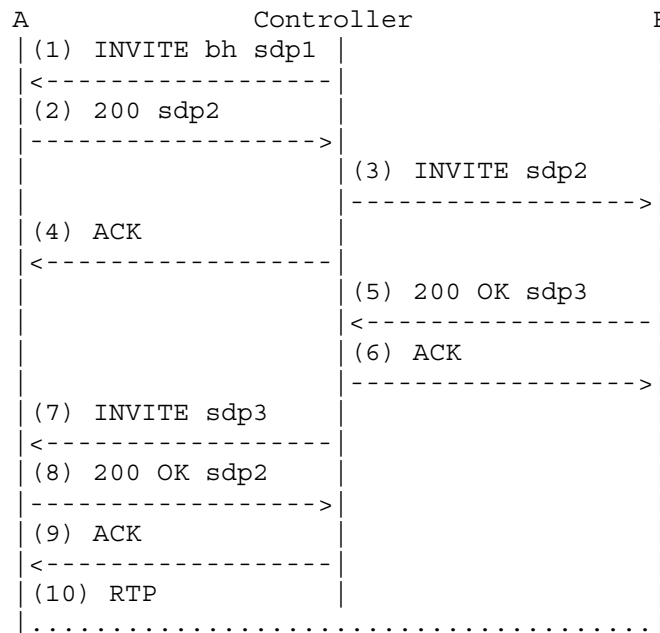 A Controller
(1) INVITE bh sdp1
<------------------
(2) 200 sdp2
------------------>
(3) INVITE sdp2
------------------>
(4) ACK
<------------------
(5) 200 OK sdp3
<------------------
(6) ACK
------------------>
(7) INVITE sdp3
<------------------
(8) 200 OK sdp2
------------------>
(9) ACK
<------------------
(10) RTP
.......................................